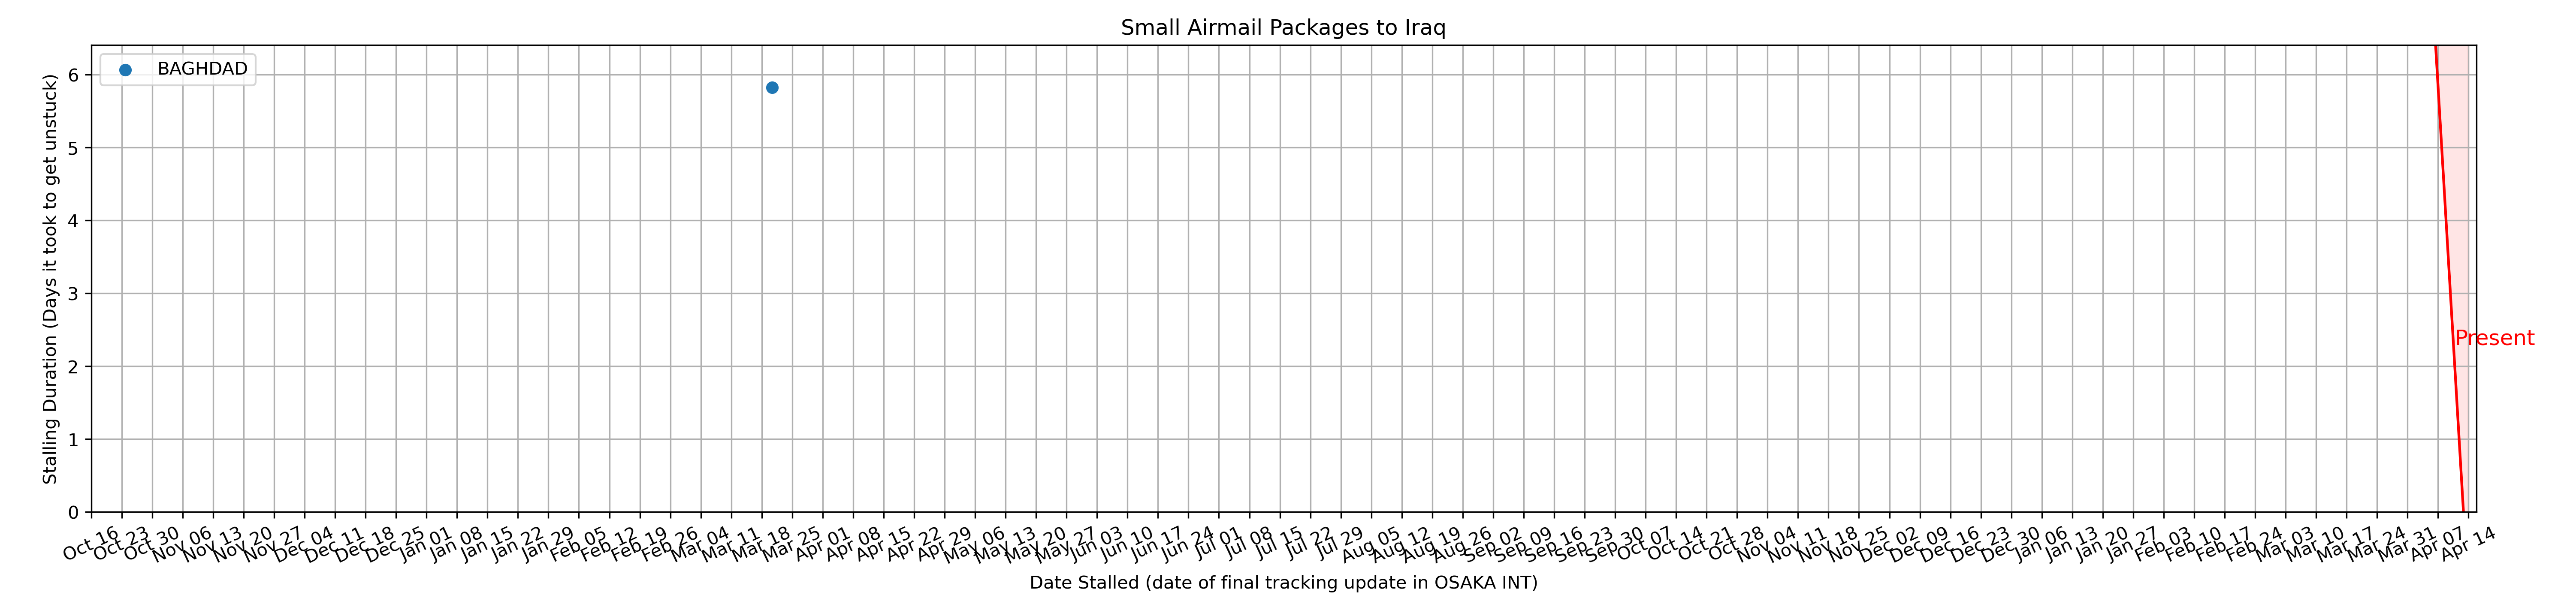 Small Airmail Packages to Iraq
BAGHDAD
Stalling Duration (Days it took to get unstuck)
6
5
4
3
2
1
0
Present
Oct 16 Oct 23 Oct 30 Nov 06 Nov 13 Nov 20 Nov 27 Dec 04 Dec 11 Dec 18 Dec 25 Jan 01 Jan 08 Jan 15 Jan 22 Jan 29 Feb 05 Feb 12 Feb 19 Feb 26 Mar 04 Mar 11 Mar 18 Mar 25 Apr 01 Apr 08 Apr 15 Apr 22 Apr 29 May 06 May 13 May 20 May 27 Jun 03 Jun 10 Jun 17 Jun 24 Jul 01 Jul 08 Jul 15 Jul 22 Jul 29 Aug 05 Aug 12 Aug 19 Aug 26 Sep 02 Sep 09 Sep 16 Sep 23 Sep 30 Oct 07 Oct 14 Oct 21 Oct 28 Nov 04 Nov 11 Nov 18 Nov 25 Dec 02 Dec 09 Dec 16 Dec 23 Dec 30 Jan 06 Jan 13 Jan 20 Jan 27 Feb 03 Feb 10 Feb 17 Feb 24 Mar 03 Mar 10 Mar 17 Mar 24 Mar 31 Apr 07 Apr 14
Date Stalled (date of final tracking update in OSAKA INT)